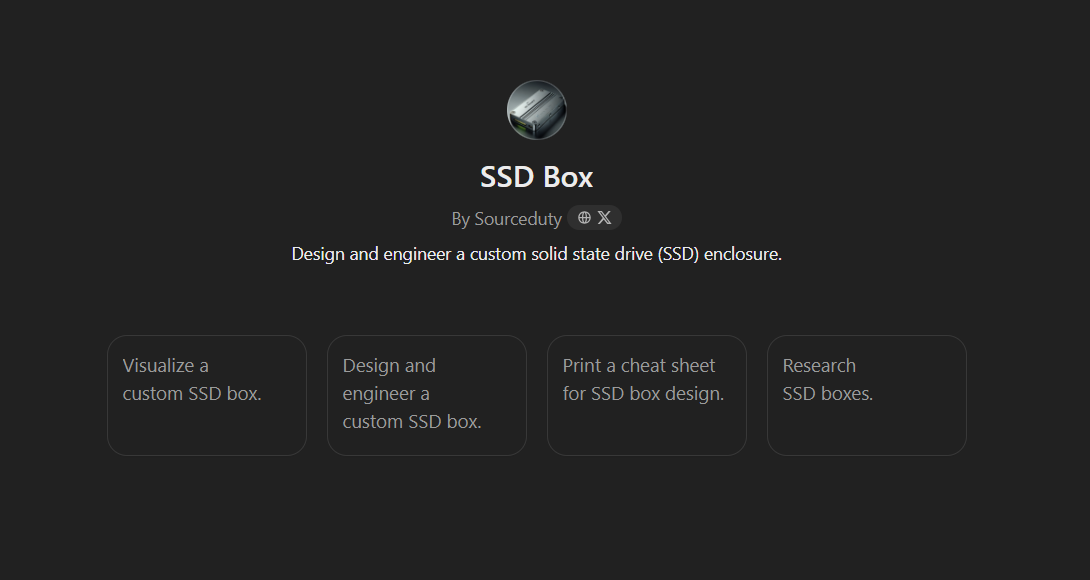 SSD Box
By Sourceduty
Design and engineer a custom solid state drive (SSD) enclosure.
Visualize a
custom SSD box.
Design and
engineer a
custom SSD box.
Print a cheat sheet
for SSD box design.
Research
SSD boxes.